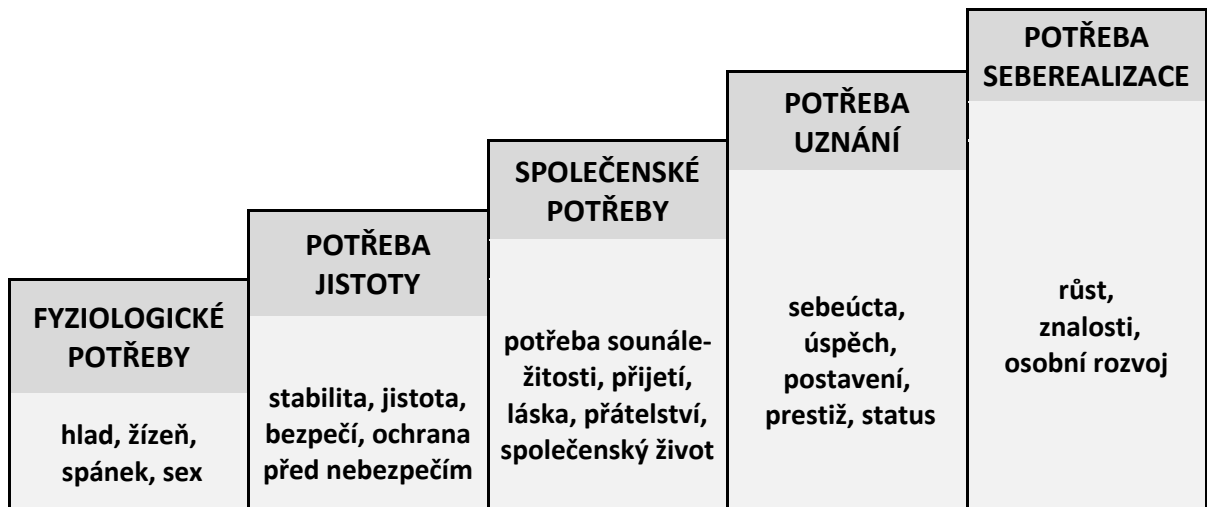 FYZIOLOGICKÉ
POTŘEBY
hlad, žízeň,
spánek, sex
POTŘEBA
JISTOTY
stabilita, jistota,
bezpečí, ochrana
před nebezpečím
SPOLEČENSKÉ
POTŘEBY
potřeba sounále-
žitosti, přijetí,
láska, přátelství,
společenský život
POTŘEBA
UZNÁNÍ
sebeúcta,
úspěch,
postavení,
prestiž, status
POTŘEBA
SEBEREALIZACE
růst,
znalosti,
osobní rozvoj